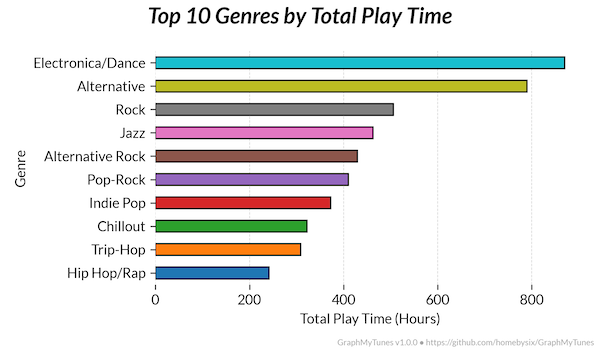 Top 10 Genres by Total Play Time
Genre
Electronica/Dance
Alternative
Rock
Jazz
Alternative Rock
Pop-Rock
Indie Pop
Chillout
Trip-Hop
Hip Hop/Rap
0 200 400 600 800
Total Play Time (Hours)
GraphMyTunes v1.0.0 • https://github.com/homebysix/GraphMyTunes